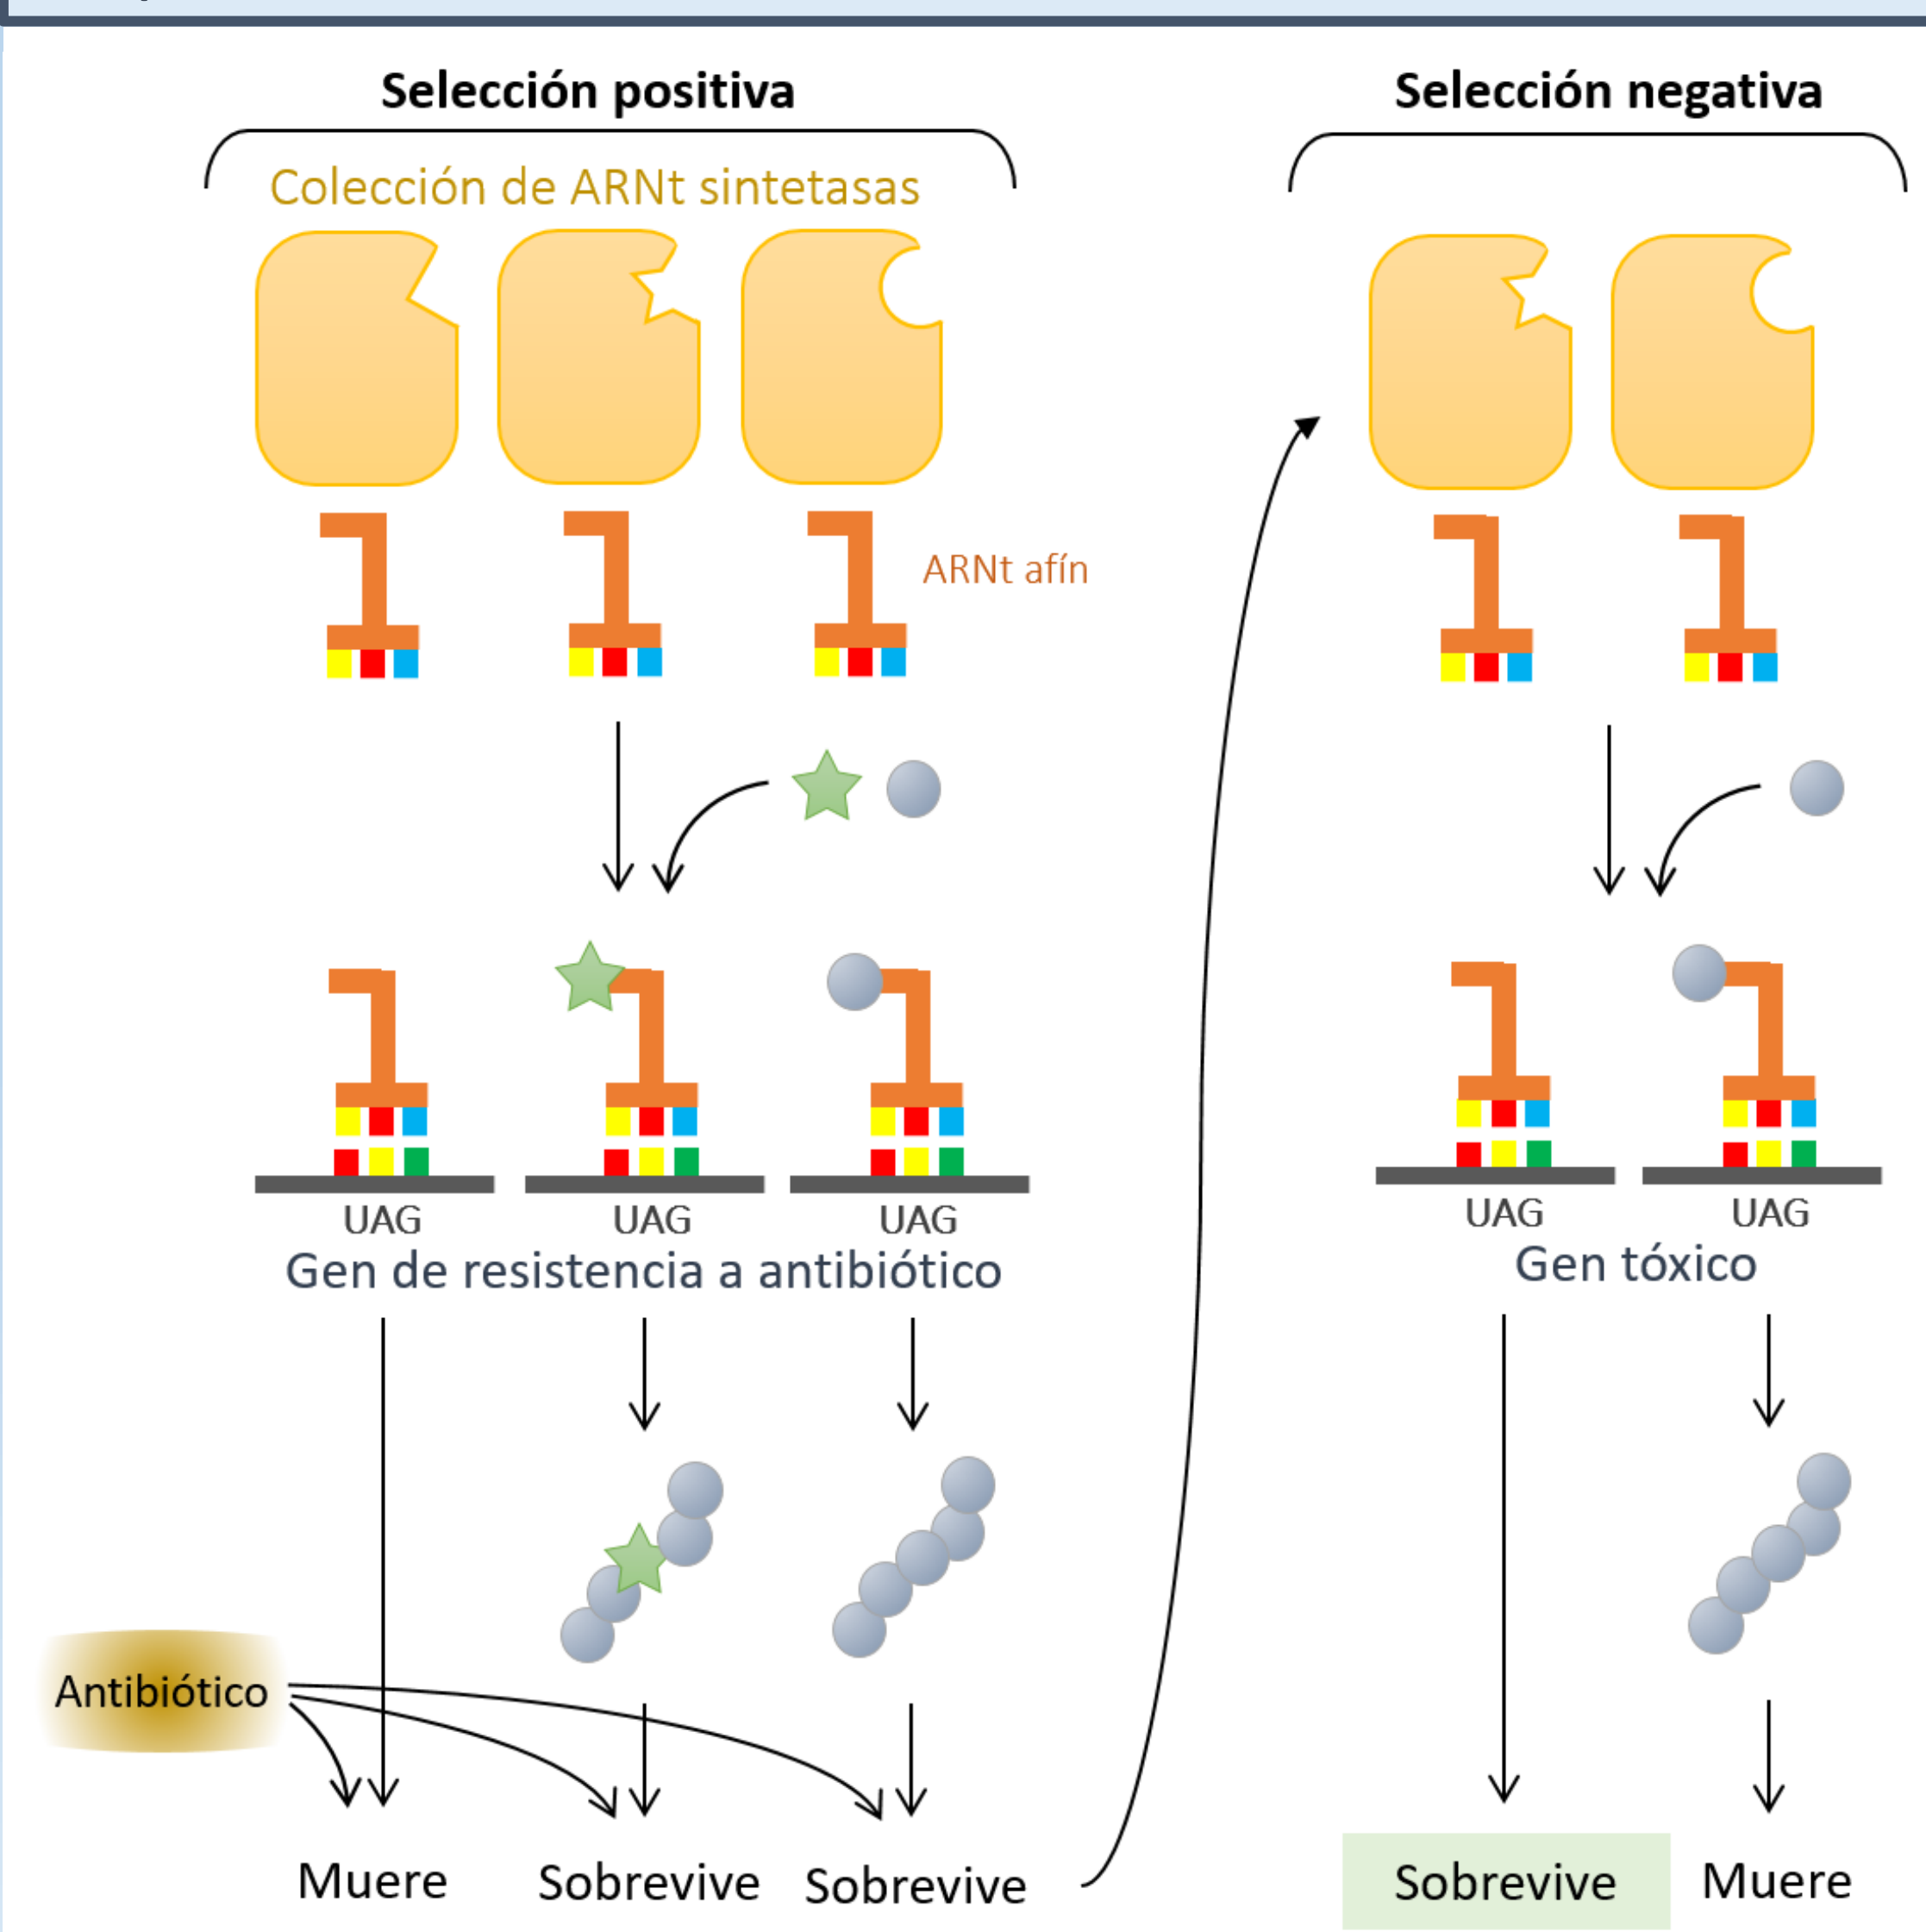 Selección positiva
Colección de ARNt sintetasas
ARNt afín
UAG UAG UAG
Gen de resistencia a antibiótico
Antibiótico
Muere Sobrevive Sobrevive
Selección negativa
UAG UAG
Gen tóxico
Sobrevive Muere